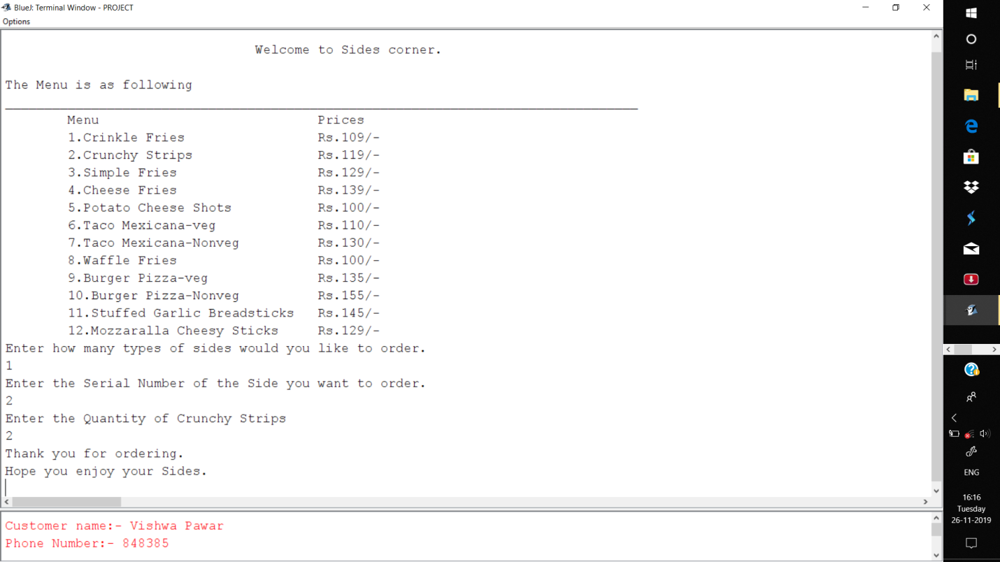 BlueJ: Terminal Window - PROJECT
Options
Welcome to Sides corner.
The Menu is as following
Menu Prices
1.Crinkle Fries Rs.109/-
2.Crunchy Strips Rs.119/-
3.Simple Fries Rs.129/-
4.Cheese Fries Rs.139/-
5.Potato Cheese Shots Rs.100/-
6.Taco Mexicana-veg Rs.110/-
7.Taco Mexicana-Nonveg Rs.130/-
8.Waffle Fries Rs.100/-
9.Burger Pizza-veg Rs.135/-
10.Burger Pizza-Nonveg Rs.155/-
11.Stuffed Garlic Breadsticks Rs.145/-
12.Mozzaralla Cheesy Sticks Rs.129/-
Enter how many types of sides would you like to order.
1
Enter the Serial Number of the Side you want to order.
2
Enter the Quantity of Crunchy Strips
2
Thank you for ordering.
Hope you enjoy your Sides.
Customer name:- Vishwa Pawar
Phone Number:- 848385
ENG
16:16
Tuesday
26-11-2019